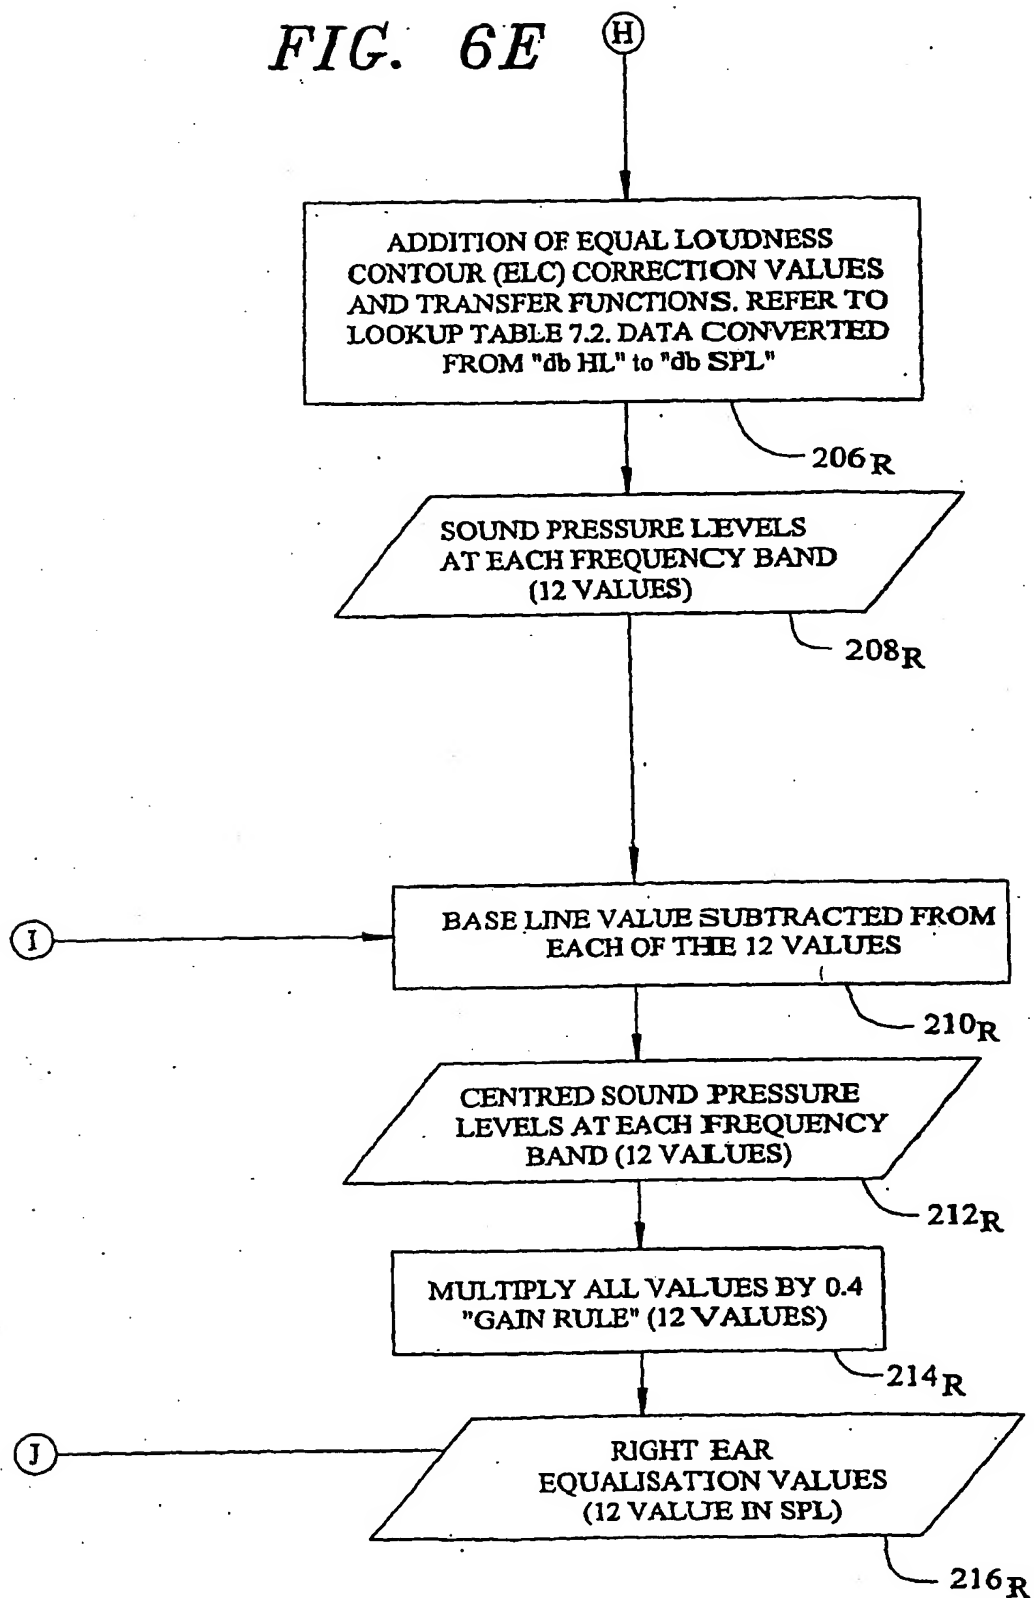 FIG. 6E
H
ADDITION OF EQUAL LOUDNESS
CONTOUR (ELC) CORRECTION VALUES
AND TRANSFER FUNCTIONS. REFER TO
LOOKUP TABLE 7.2. DATA CONVERTED
FROM "db HL" to "db SPL"
206R
SOUND PRESSURE LEVELS
AT EACH FREQUENCY BAND
(12 VALUES)
208R
I
BASE LINE VALUE SUBTRACTED FROM
EACH OF THE 12 VALUES
210R
CENTRED SOUND PRESSURE
LEVELS AT EACH FREQUENCY
BAND (12 VALUES)
212R
MULTIPLY ALL VALUES BY 0.4
"GAIN RULE" (12 VALUES)
214R
J
RIGHT EAR
EQUALISATION VALUES
(12 VALUE IN SPL)
216R